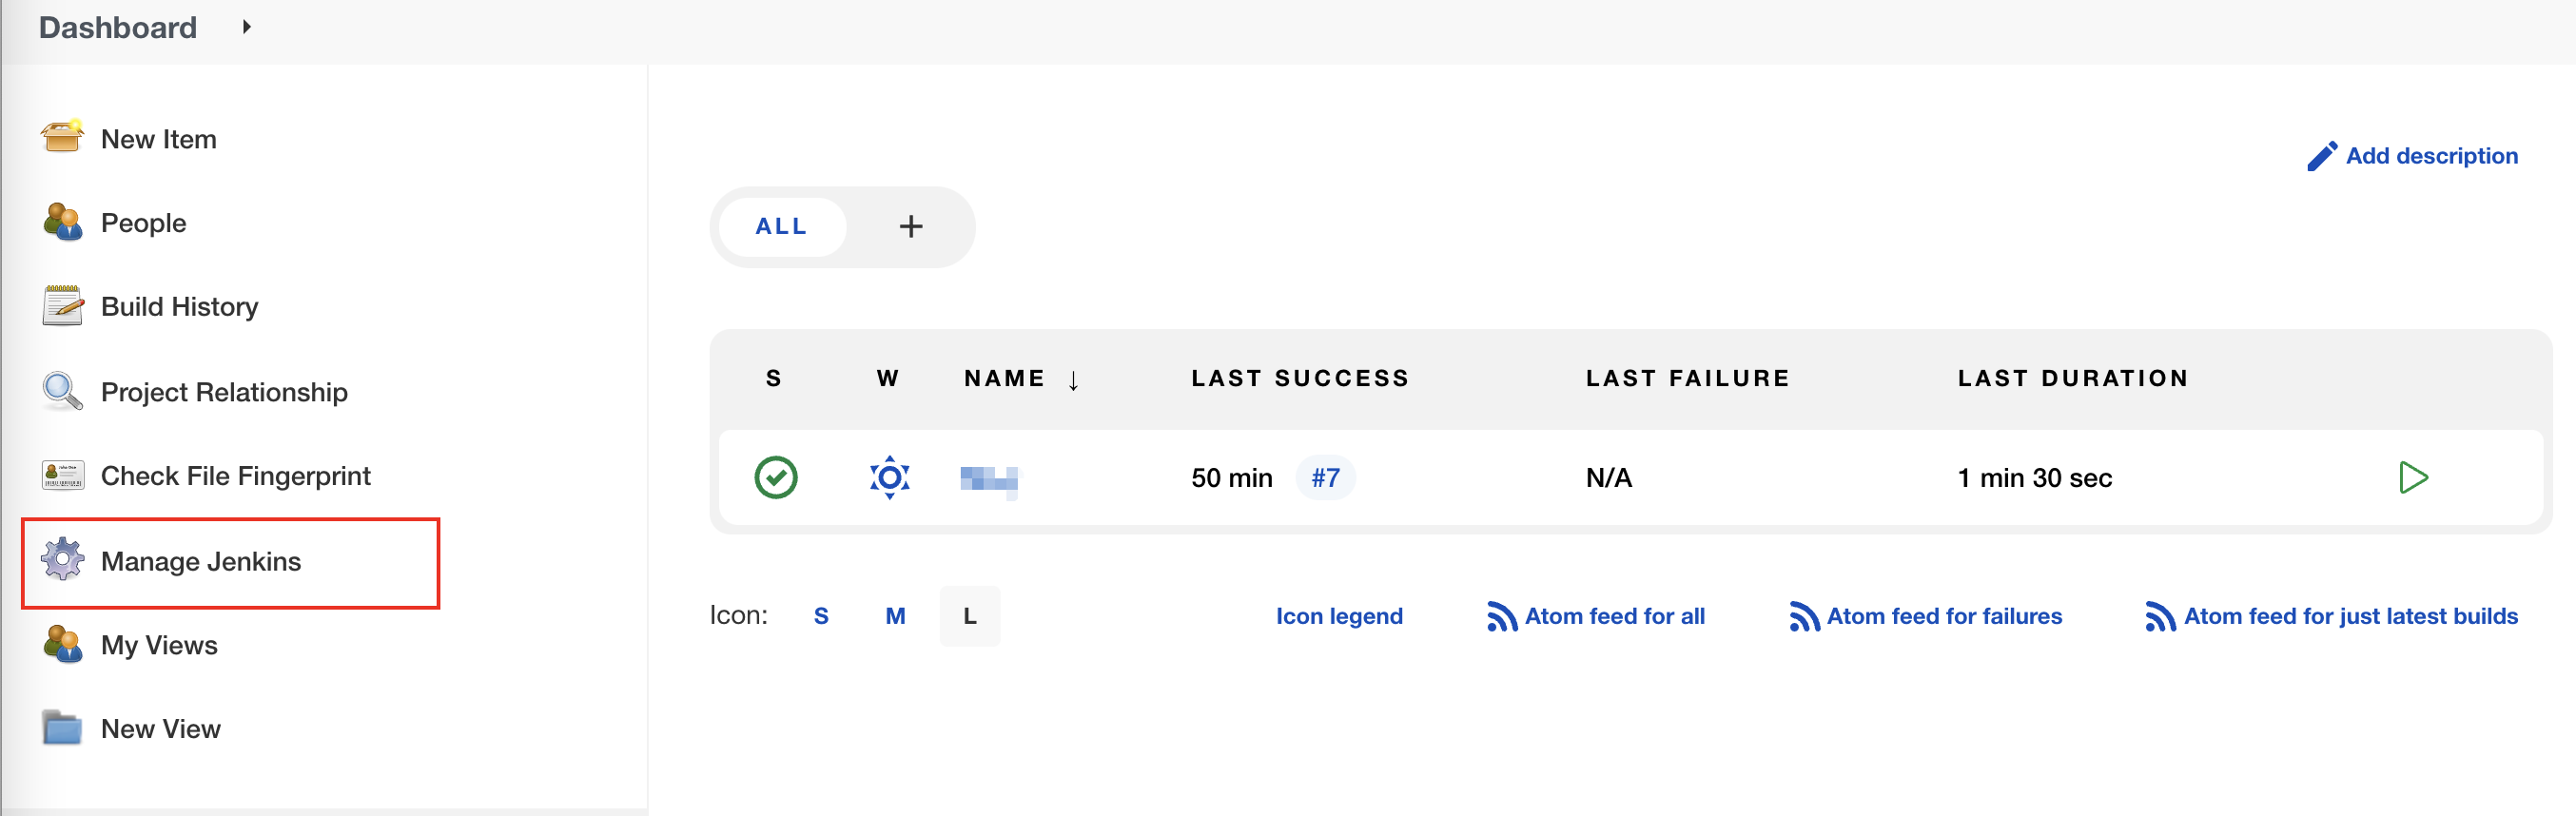 Dashboard
New Item
People
Build History
Project Relationship
Check File Fingerprint
Manage Jenkins
My Views
New View
Add description
ALL +
S W NAME ↓ LAST SUCCESS LAST FAILURE LAST DURATION
50 min #7 N/A 1 min 30 sec
Icon: S M L Icon legend Atom feed for all Atom feed for failures Atom feed for just latest builds